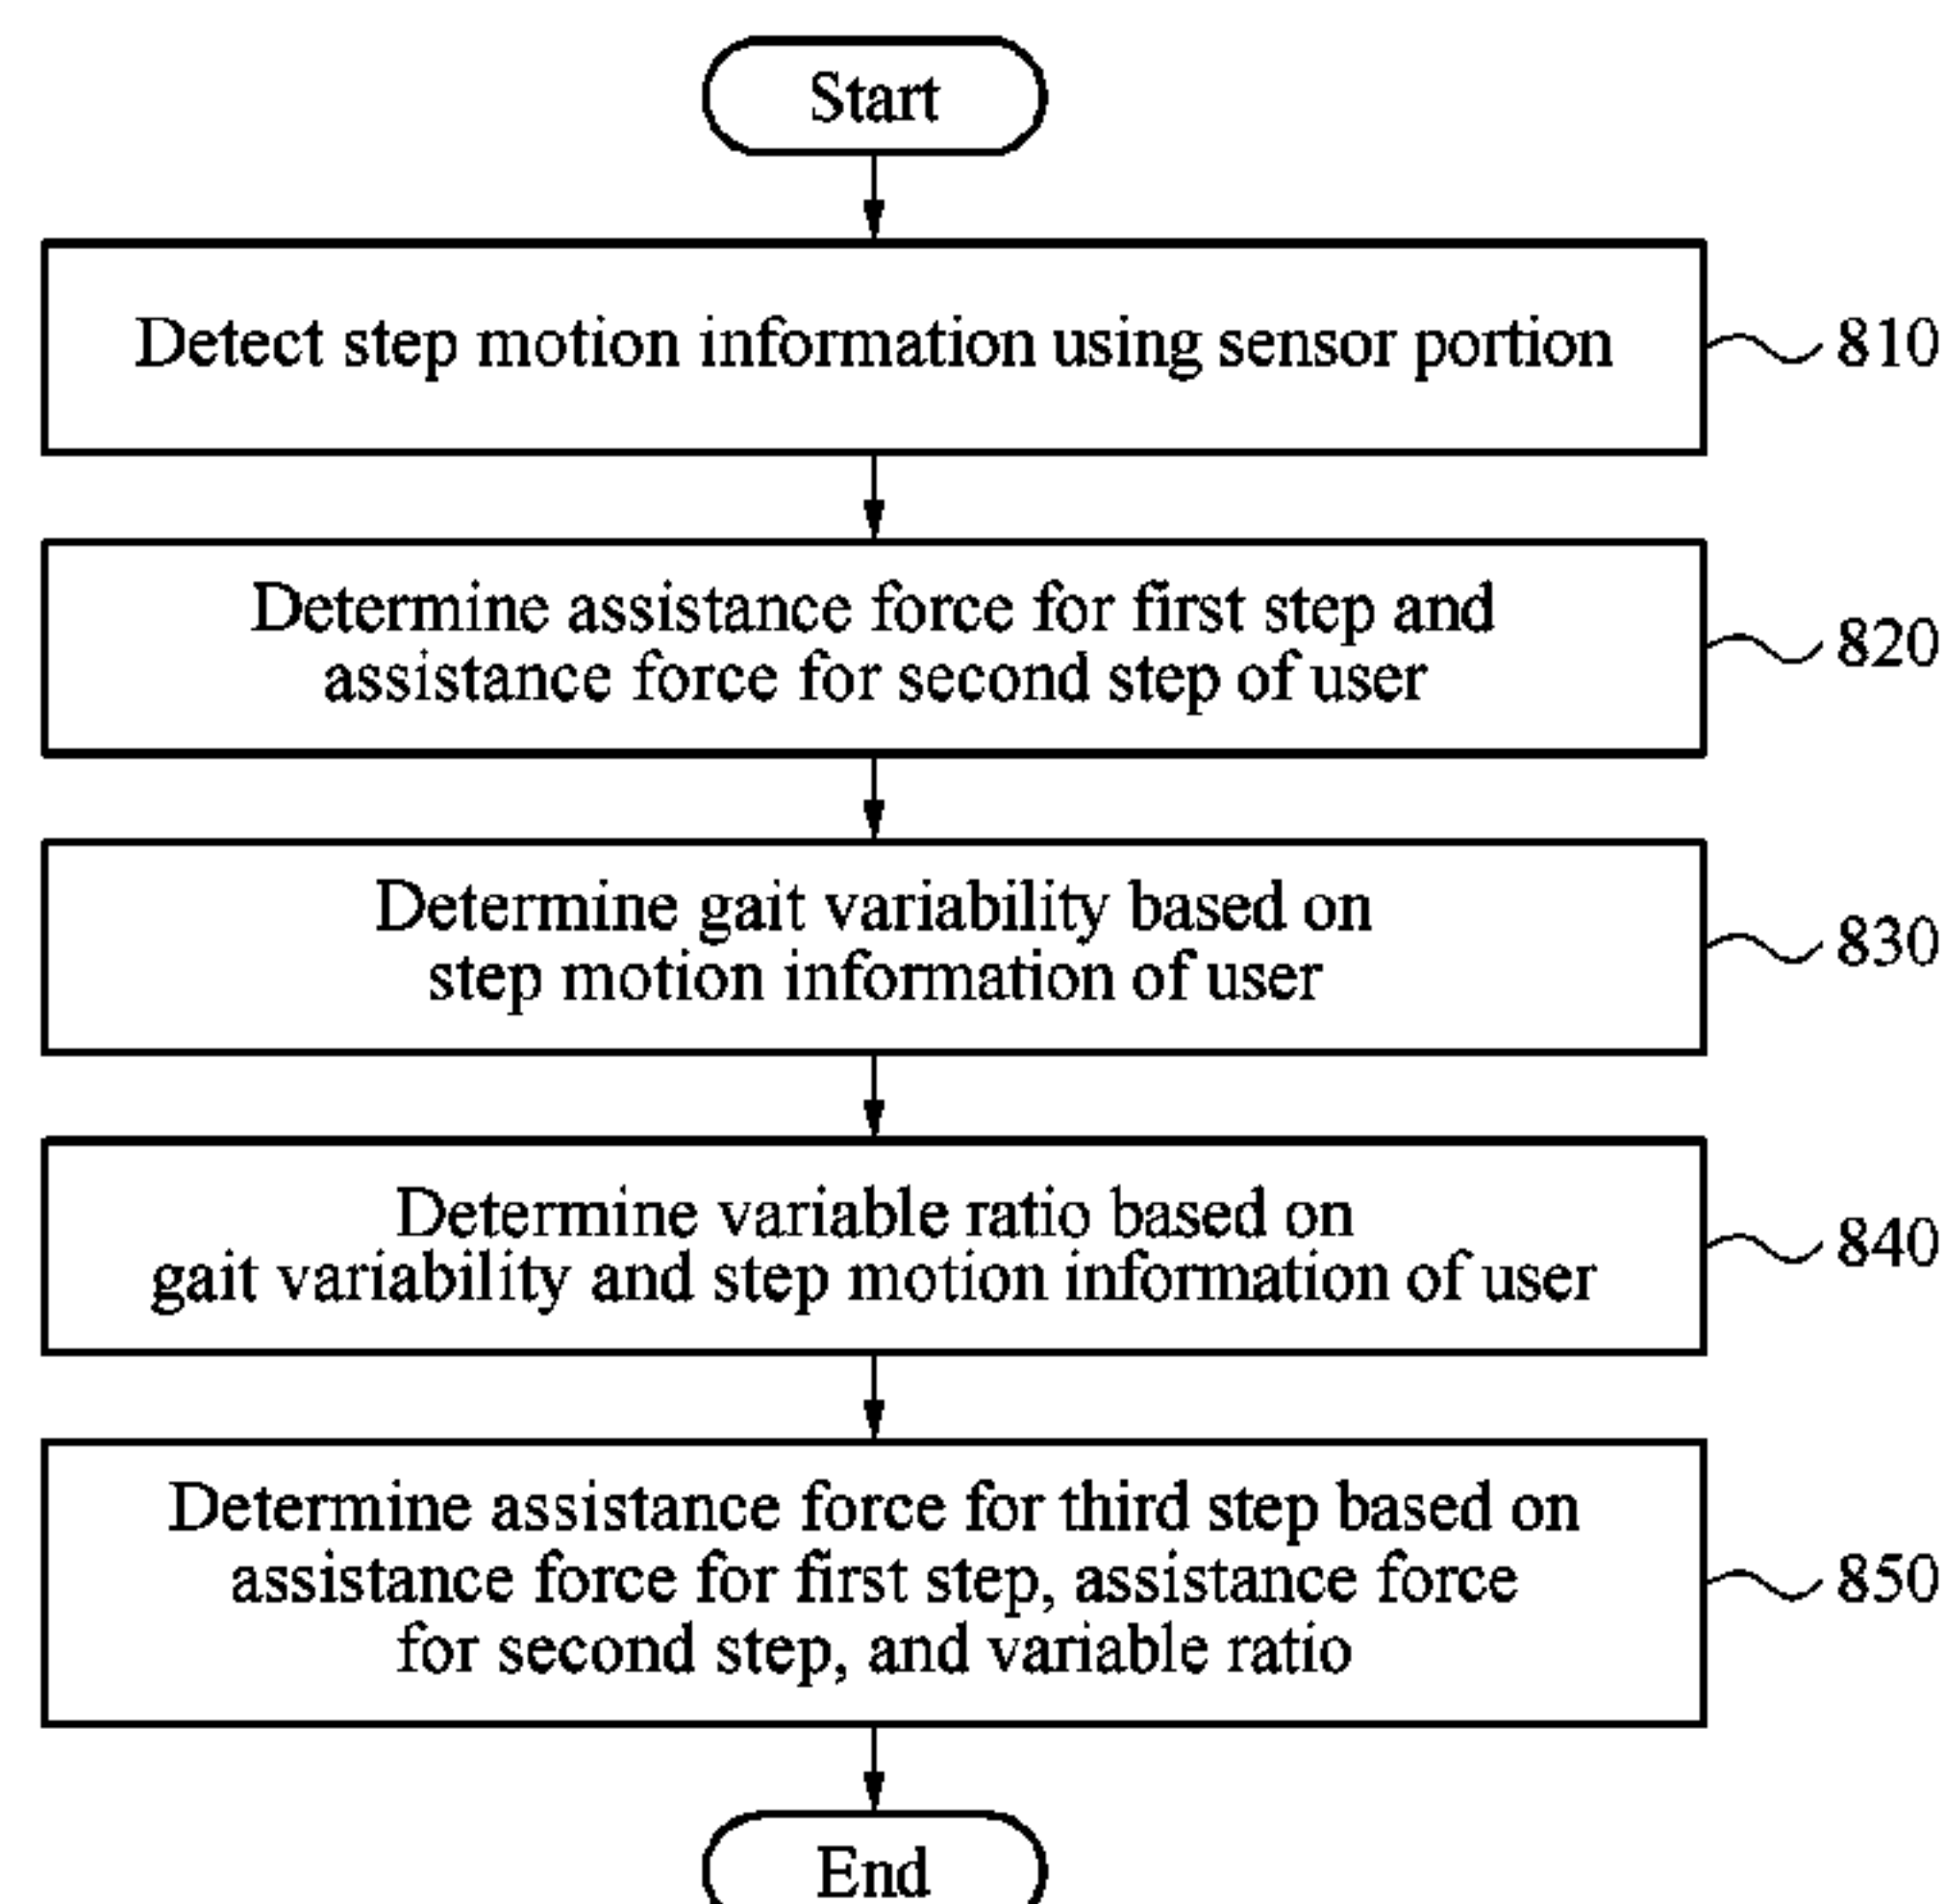 Start
Detect step motion information using sensor portion
810
Determine assistance force for first step and
assistance force for second step of user
820
Determine gait variability based on
step motion information of user
830
Determine variable ratio based on
gait variability and step motion information of user
840
Determine assistance force for third step based on
assistance force for first step, assistance force
for second step, and variable ratio
850
End